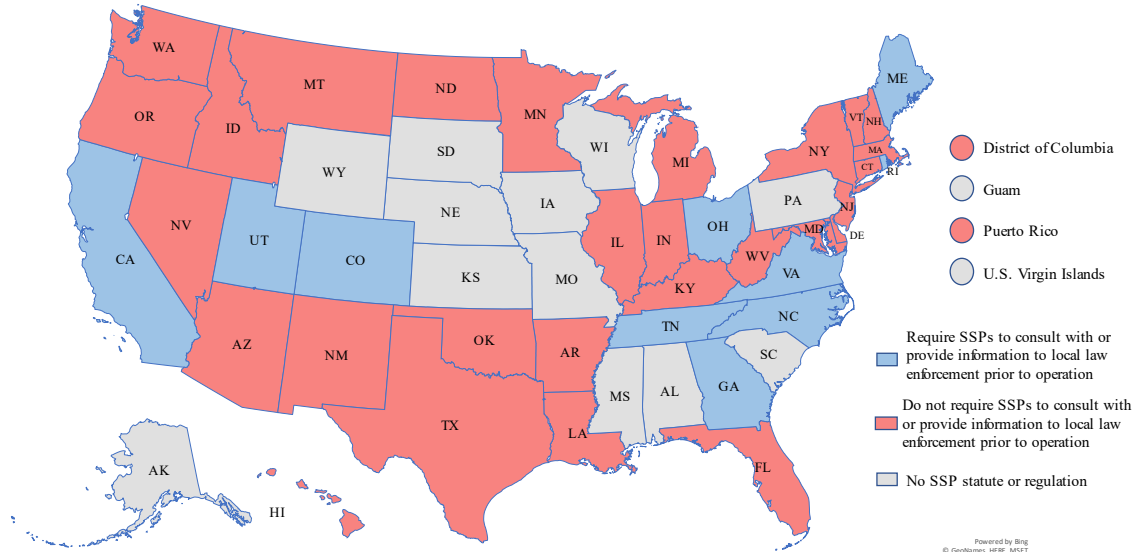 WA
ME
MT
ND
VT
NH
MN
OR
ID
WI
NY
MA
SD
MI
CT
RI
WY
District of Columbia
Guam
Puerto Rico
U.S. Virgin Islands
IA
PA
NJ
NE
OH
NV
UT
IL
IN
MD
DE
WV
CA
CO
VA
KS
MO
KY
NC
TN
OK
AZ
NM
AR
SC
GA
MS
AL
TX
LA
FL
AK
HI
Require SSPs to consult with or
provide information to local law
enforcement prior to operation
Do not require SSPs to consult with
or provide information to local law
enforcement prior to operation
No SSP statute or regulation
Powered by Bing
© GeoNames, HERE, MSFT